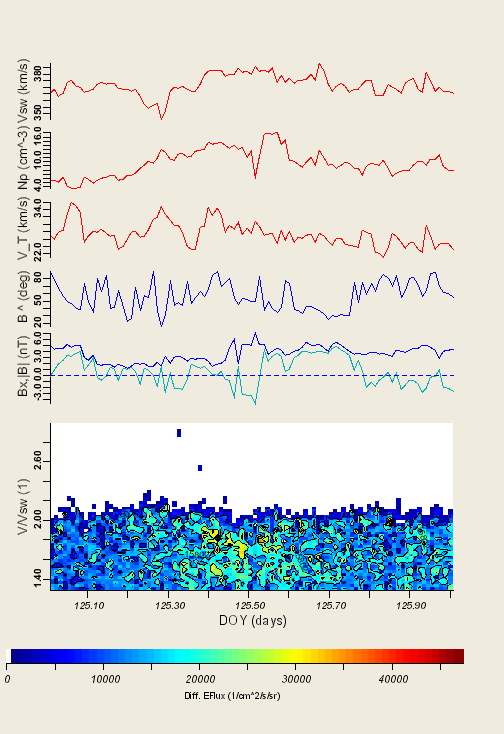 Vsw (km/s)
380
350
Np (cm^-3)
16.0
10.0
4.0
V_T (km/s)
34.0
22.0
B ^ (deg)
80
50
20
Bx,|B| (nT)
6.0
3.0
0.0
-3.0
V/Vsw (1)
2.60
2.00
1.40
125.10 125.30 125.50 125.70 125.90
DOY (days)
0 10000 20000 30000 40000
Diff. EFlux (1/cm^2/s/sr)